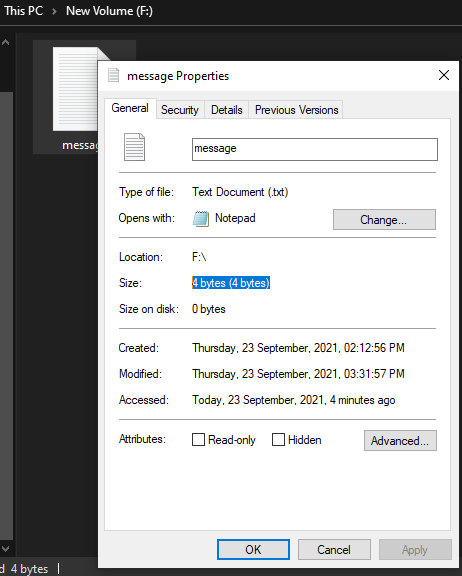 This PC > New Volume (F:)
message Properties
General Security Details Previous Versions
message
message
Type of file: Text Document (.txt)
Opens with: Notepad Change...
Location: F:\
Size: 4 bytes (4 bytes)
Size on disk: 0 bytes
Created: Thursday, 23 September, 2021, 02:12:56 PM
Modified: Thursday, 23 September, 2021, 03:31:57 PM
Accessed: Today, 23 September, 2021, 4 minutes ago
Attributes: Read-only Hidden Advanced...
OK Cancel Apply
d 4 bytes